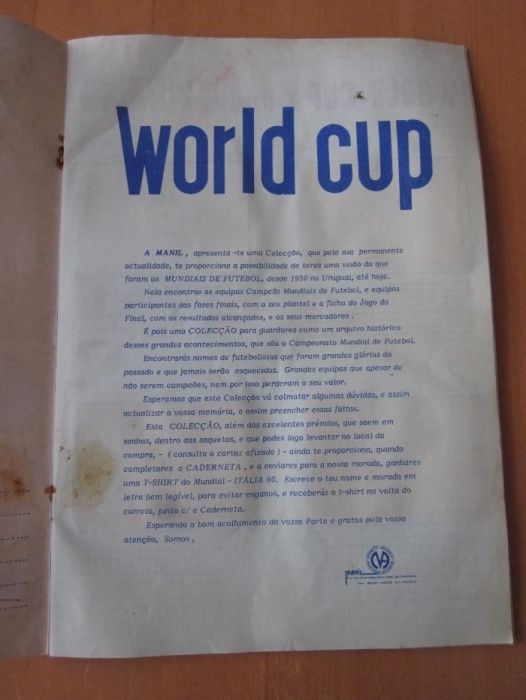 World cup
A MANIL, apresenta-te uma Colecção, que pela sua permanente
actualidade, te proporciona a possibilidade de teres uma visão do que
foram os MUNDIAIS DE FUTEBOL, desde 1930 no Uruguai, até hoje.
Nela encontras as equipas Campeãs Mundiais de Futebol, e equipas
participantes das fases finais, com o seu plantel e a ficha do Jogo da
Final, com os resultados alcançados, e os seus marcadores.
É pois uma COLECÇÃO para guardares como um arquivo histórico
desses grandes acontecimentos, que são o Campeonato Mundial de Futebol.
Encontrarás nomes de futebolistas que foram grandes glórias do
passado e que jamais serão esquecidos. Grandes equipas que apesar de
não serem campeões, nem por isso perderam o seu valor.
Esperamos que esta Colecção vá colmatar algumas dúvidas, e assim
actualizar a vossa memória, e assim preencher essas faltas.
Esta COLECÇÃO, além dos excelentes prémios, que saem em
senhas, dentro das saquetas, e que podes logo levantar no local da
compra, - ( consulta o cartaz afixado ) - ainda te proporciona, quando
completares a CADERNETA, e a enviares para a nossa morada, ganhares
uma T-SHIRT do Mundial - ITÁLIA 90. Escreve o teu nome e morada em
letra bem legível, para evitar enganos, e receberás a t-shirt na volta do
correio, junto c/ a Caderneta.
Esperando o bom acolhimento da vossa Parte e gratos pela vossa
atenção, Somos,
manil